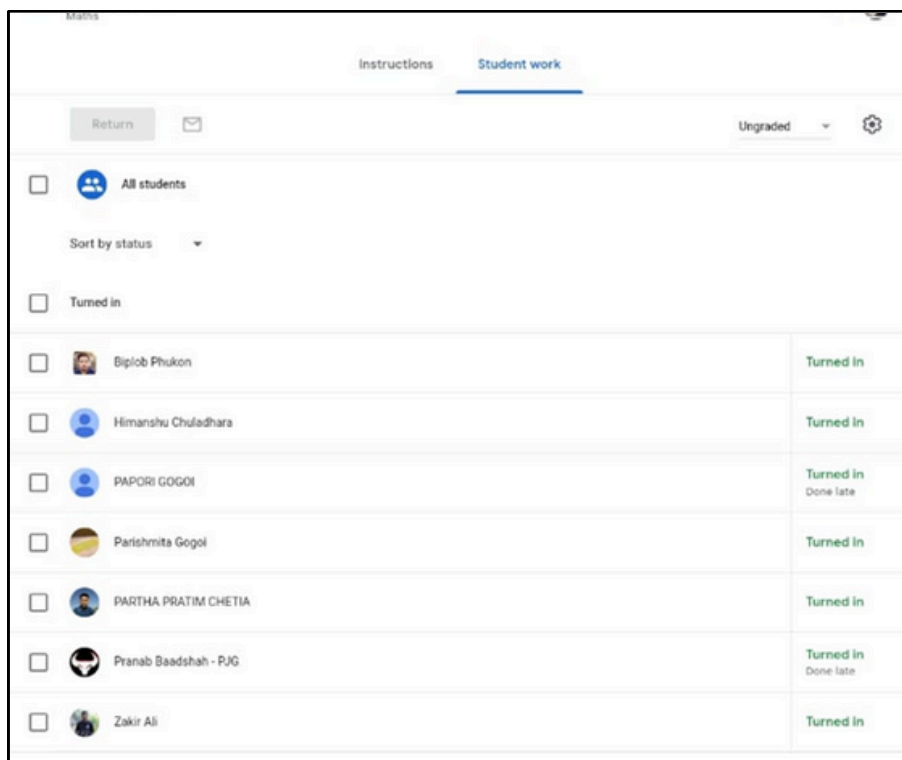 Maths
Instructions Student work
Return Ungraded
All students
Sort by status
Turned in
Biplob Phukon Turned in
Himanshu Chuladhara Turned in
PAPORI GOGOI Turned in
Done late
Parishmita Gogoi Turned in
PARTHA PRATIM CHETIA Turned in
Pranab Baadshah - PJG Turned in
Done late
Zakir Ali Turned in